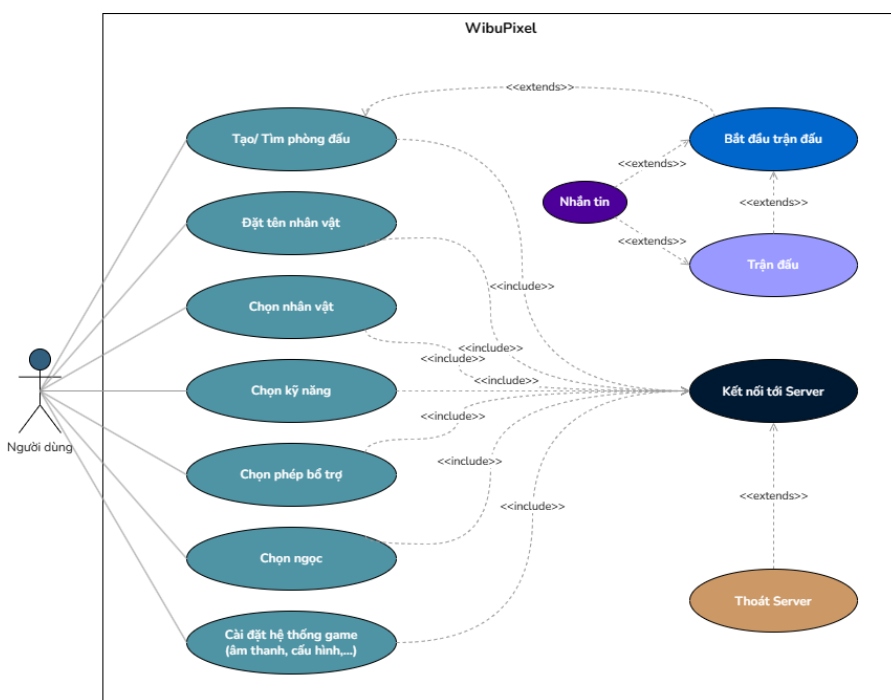 WibuPixel
<<extends>>
Tạo/ Tìm phòng đấu
Bắt đầu trận đấu
<<extends>>
Nhắn tin
<<extends>>
Đặt tên nhân vật
<<extends>>
Trận đấu
<<include>>
Chọn nhân vật
<<include>>
<<include>>
<<include>>
Chọn kỹ năng
Kết nối tới Server
<<include>>
Người dùng
<<include>>
Chọn phép bổ trợ
<<extends>>
<<include>>
Chọn ngọc
Thoát Server
Cài đặt hệ thống game
(âm thanh, cấu hình,...)